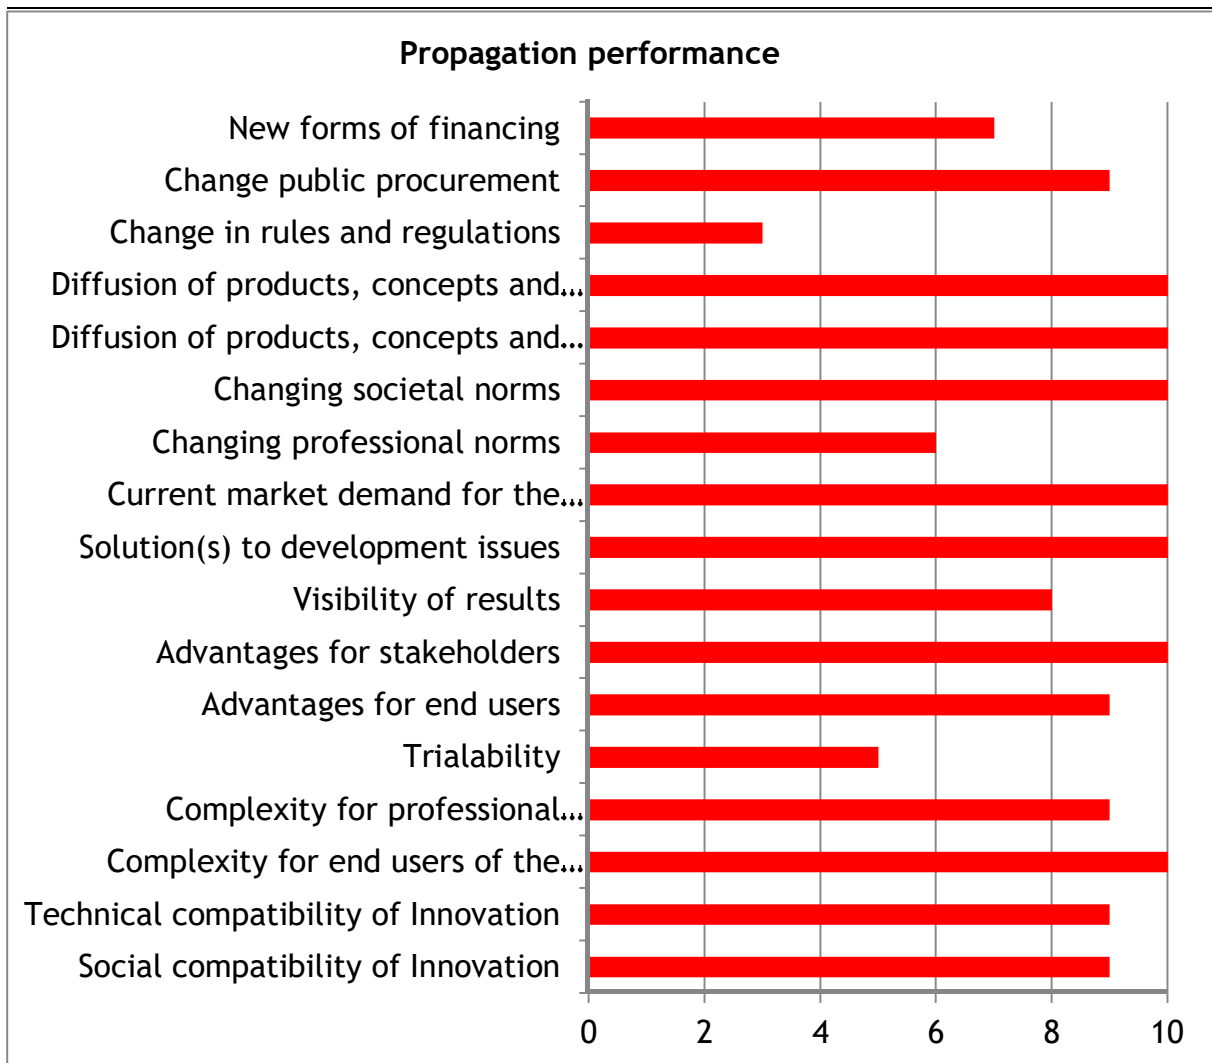 Propagation performance
New forms of financing
Change public procurement
Change in rules and regulations
Diffusion of products, concepts and...
Diffusion of products, concepts and...
Changing societal norms
Changing professional norms
Current market demand for the...
Solution(s) to development issues
Visibility of results
Advantages for stakeholders
Advantages for end users
Trialability
Complexity for professional...
Complexity for end users of the...
Technical compatibility of Innovation
Social compatibility of Innovation
0 2 4 6 8 10